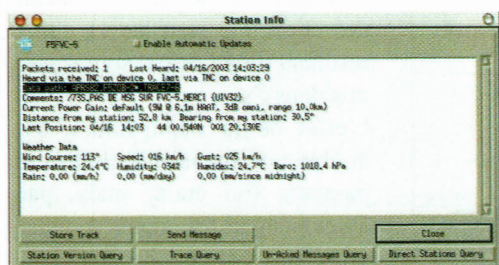 Station Info
F5FVC-6 Enable Automatic Updates
Packets received: 1 Last Heard: 04/16/2003 14:03:29
Heard via the TNC on device 0, last via TNC on device 0
Data path:
Comments: /73S,PAS DE MSG SUR FVC-5,MERCI {UIV32}
Current Power Gain: default (9W @ 6.1m HAAT, 3dB omni, range 10.0km)
Distance from my station: 52.8 km Bearing from my station: 30.5°
Last Position: 04/16 14:03 44 00.540N 001 20.130E
Weather Data
Wind Course: 113° Speed: 016 km/h Gust: 025 km/h
Temperature: 24.4°C Humidity: 034% Humidex: 24.7°C Baro: 1018.4 hPa
Rain: 0.00 (mm/h) 0.00 (mm/day) 0.00 (mm/since midnight)
Store Track Send Message Close
Station Version Query Trace Query Un-Acked Messages Query Direct Stations Query